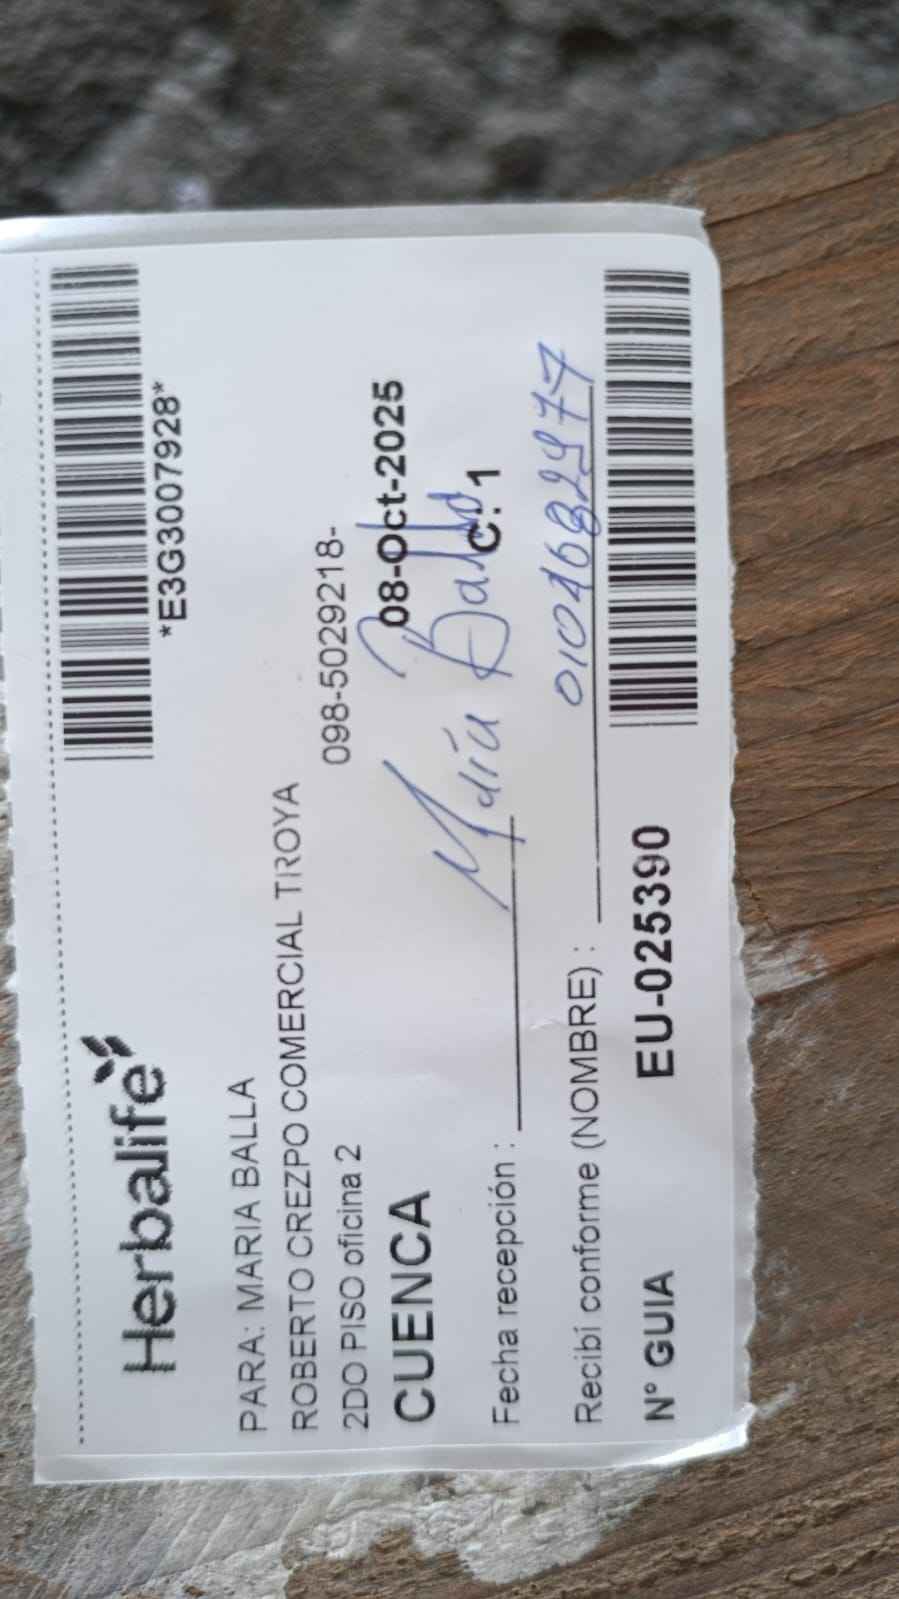 Herbalife
*E3G3007928*
PARA: MARIA BALLA
ROBERTO CREZPO COMERCIAL TROYA
2DO PISO oficina 2
098-5029218-
CUENCA
08-Oct-2025
C: 1
Fecha recepción :
María Balla
Recibí conforme (NOMBRE) :
N° GUIA
EU-025390